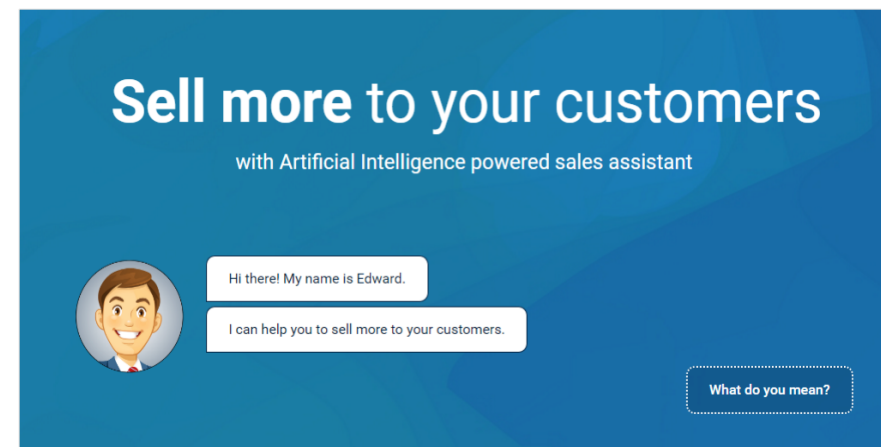 Sell more to your customers
with Artificial Intelligence powered sales assistant
Hi there! My name is Edward.
I can help you to sell more to your customers.
What do you mean?